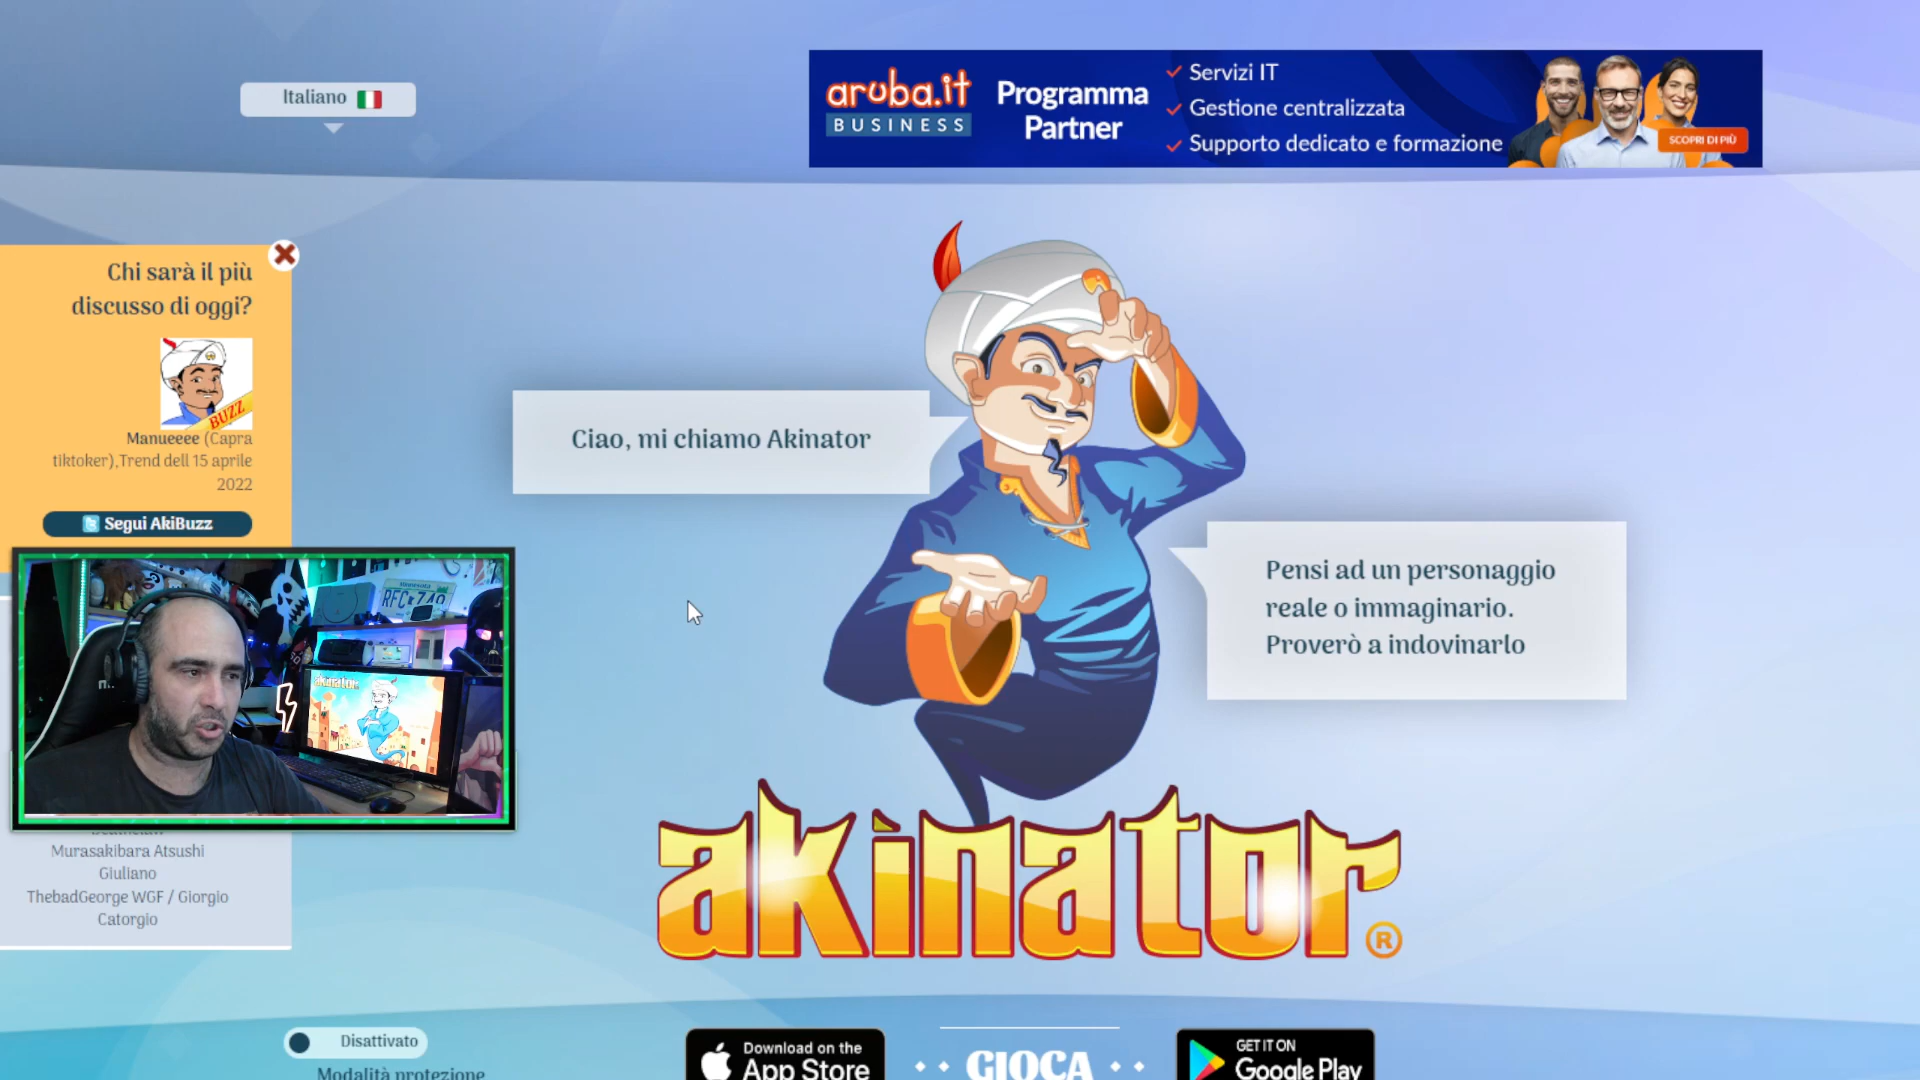 Italiano
aruba.it
BUSINESS
Programma
Partner
Servizi IT
Gestione centralizzata
Supporto dedicato e formazione
SCOPRI DI PIÙ
Chi sarà il più
discusso di oggi?
BUZZ
Manueeee (Capra
tiktoker),Trend dell 15 aprile
2022
Segui AkiBuzz
Ciao, mi chiamo Akinator
Pensi ad un personaggio
reale o immaginario.
Proverò a indovinarlo
akinator
Murasakibara Atsushi
Giuliano
ThebadGeorge WGF / Giorgio
Catorgio
akinator®
Disattivato
Modalità protezione
Download on the
App Store
GIOCA
GET IT ON
Google Play